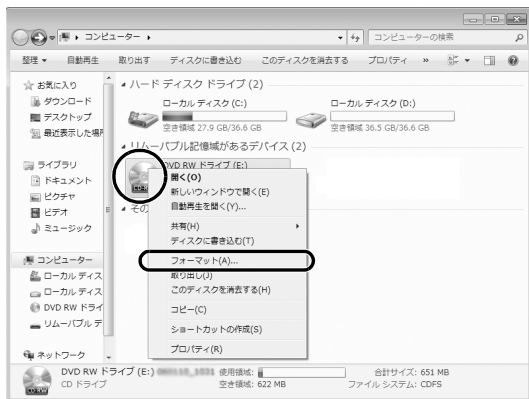 コンピューター
コンピューターの検索
整理 自動再生 取り出す ディスクに書き込む このディスクを消去する プロパティ »
お気に入り
ダウンロード
デスクトップ
最近表示した場所
ライブラリ
ドキュメント
ピクチャ
ビデオ
ミュージック
コンピューター
ローカル ディス
ローカル ディス
DVD RW ドライ
リムーバブル デ
ネットワーク
ハード ディスク ドライブ (2)
ローカル ディスク (C:)
空き領域 27.9 GB/36.6 GB
ローカル ディスク (D:)
空き領域 36.5 GB/36.6 GB
リムーバブル記憶域があるデバイス (2)
DVD RW ドライブ (E:)
CD-RW
その
開く(O)
新しいウィンドウで開く(E)
自動再生を開く(Y)...
共有(H)
ディスクに書き込む(T)
フォーマット(A)...
取り出し(J)
このディスクを消去する(H)
コピー(C)
ショートカットの作成(S)
プロパティ(R)
DVD RW ドライブ (E:) 使用領域: 合計サイズ: 651 MB
CD ドライブ 空き領域: 622 MB ファイル システム: CDFS